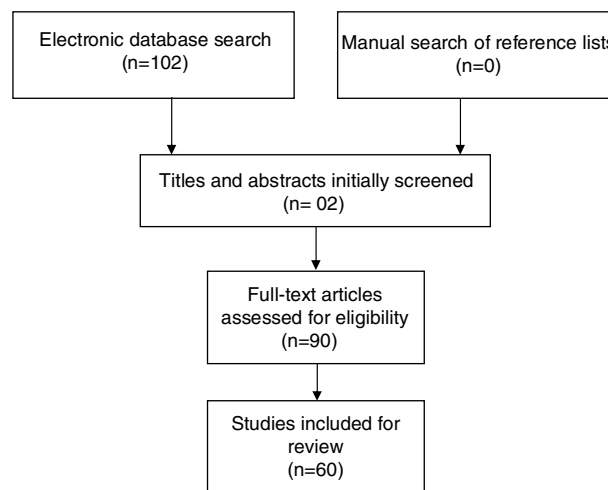 Electronic database search
(n=102)
Manual search of reference lists
(n=0)
Titles and abstracts initially screened
(n= 02)
Full-text articles
assessed for eligibility
(n=90)
Studies included for
review
(n=60)